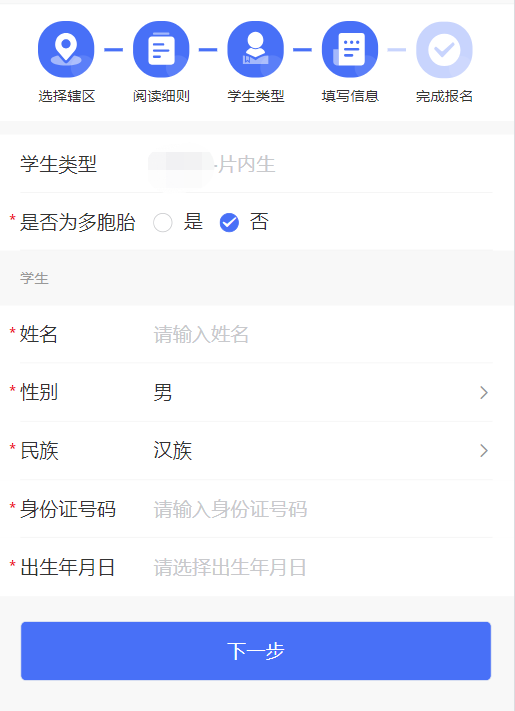 选择辖区 阅读细则 学生类型 填写信息 完成报名
学生类型 -片内生
*是否为多胞胎 是 否
学生
*姓名 请输入姓名
*性别 男
*民族 汉族
*身份证号码 请输入身份证号码
*出生年月日 请选择出生年月日
下一步